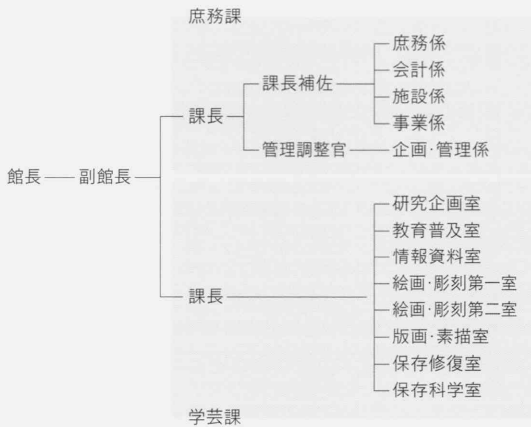 庶務課
館長
副館長
課長
課長補佐
庶務係
会計係
施設係
事業係
管理調整官
企画·管理係
課長
研究企画室
教育普及室
情報資料室
絵画·彫刻第一室
絵画·彫刻第二室
版画·素描室
保存修復室
保存科学室
学芸課